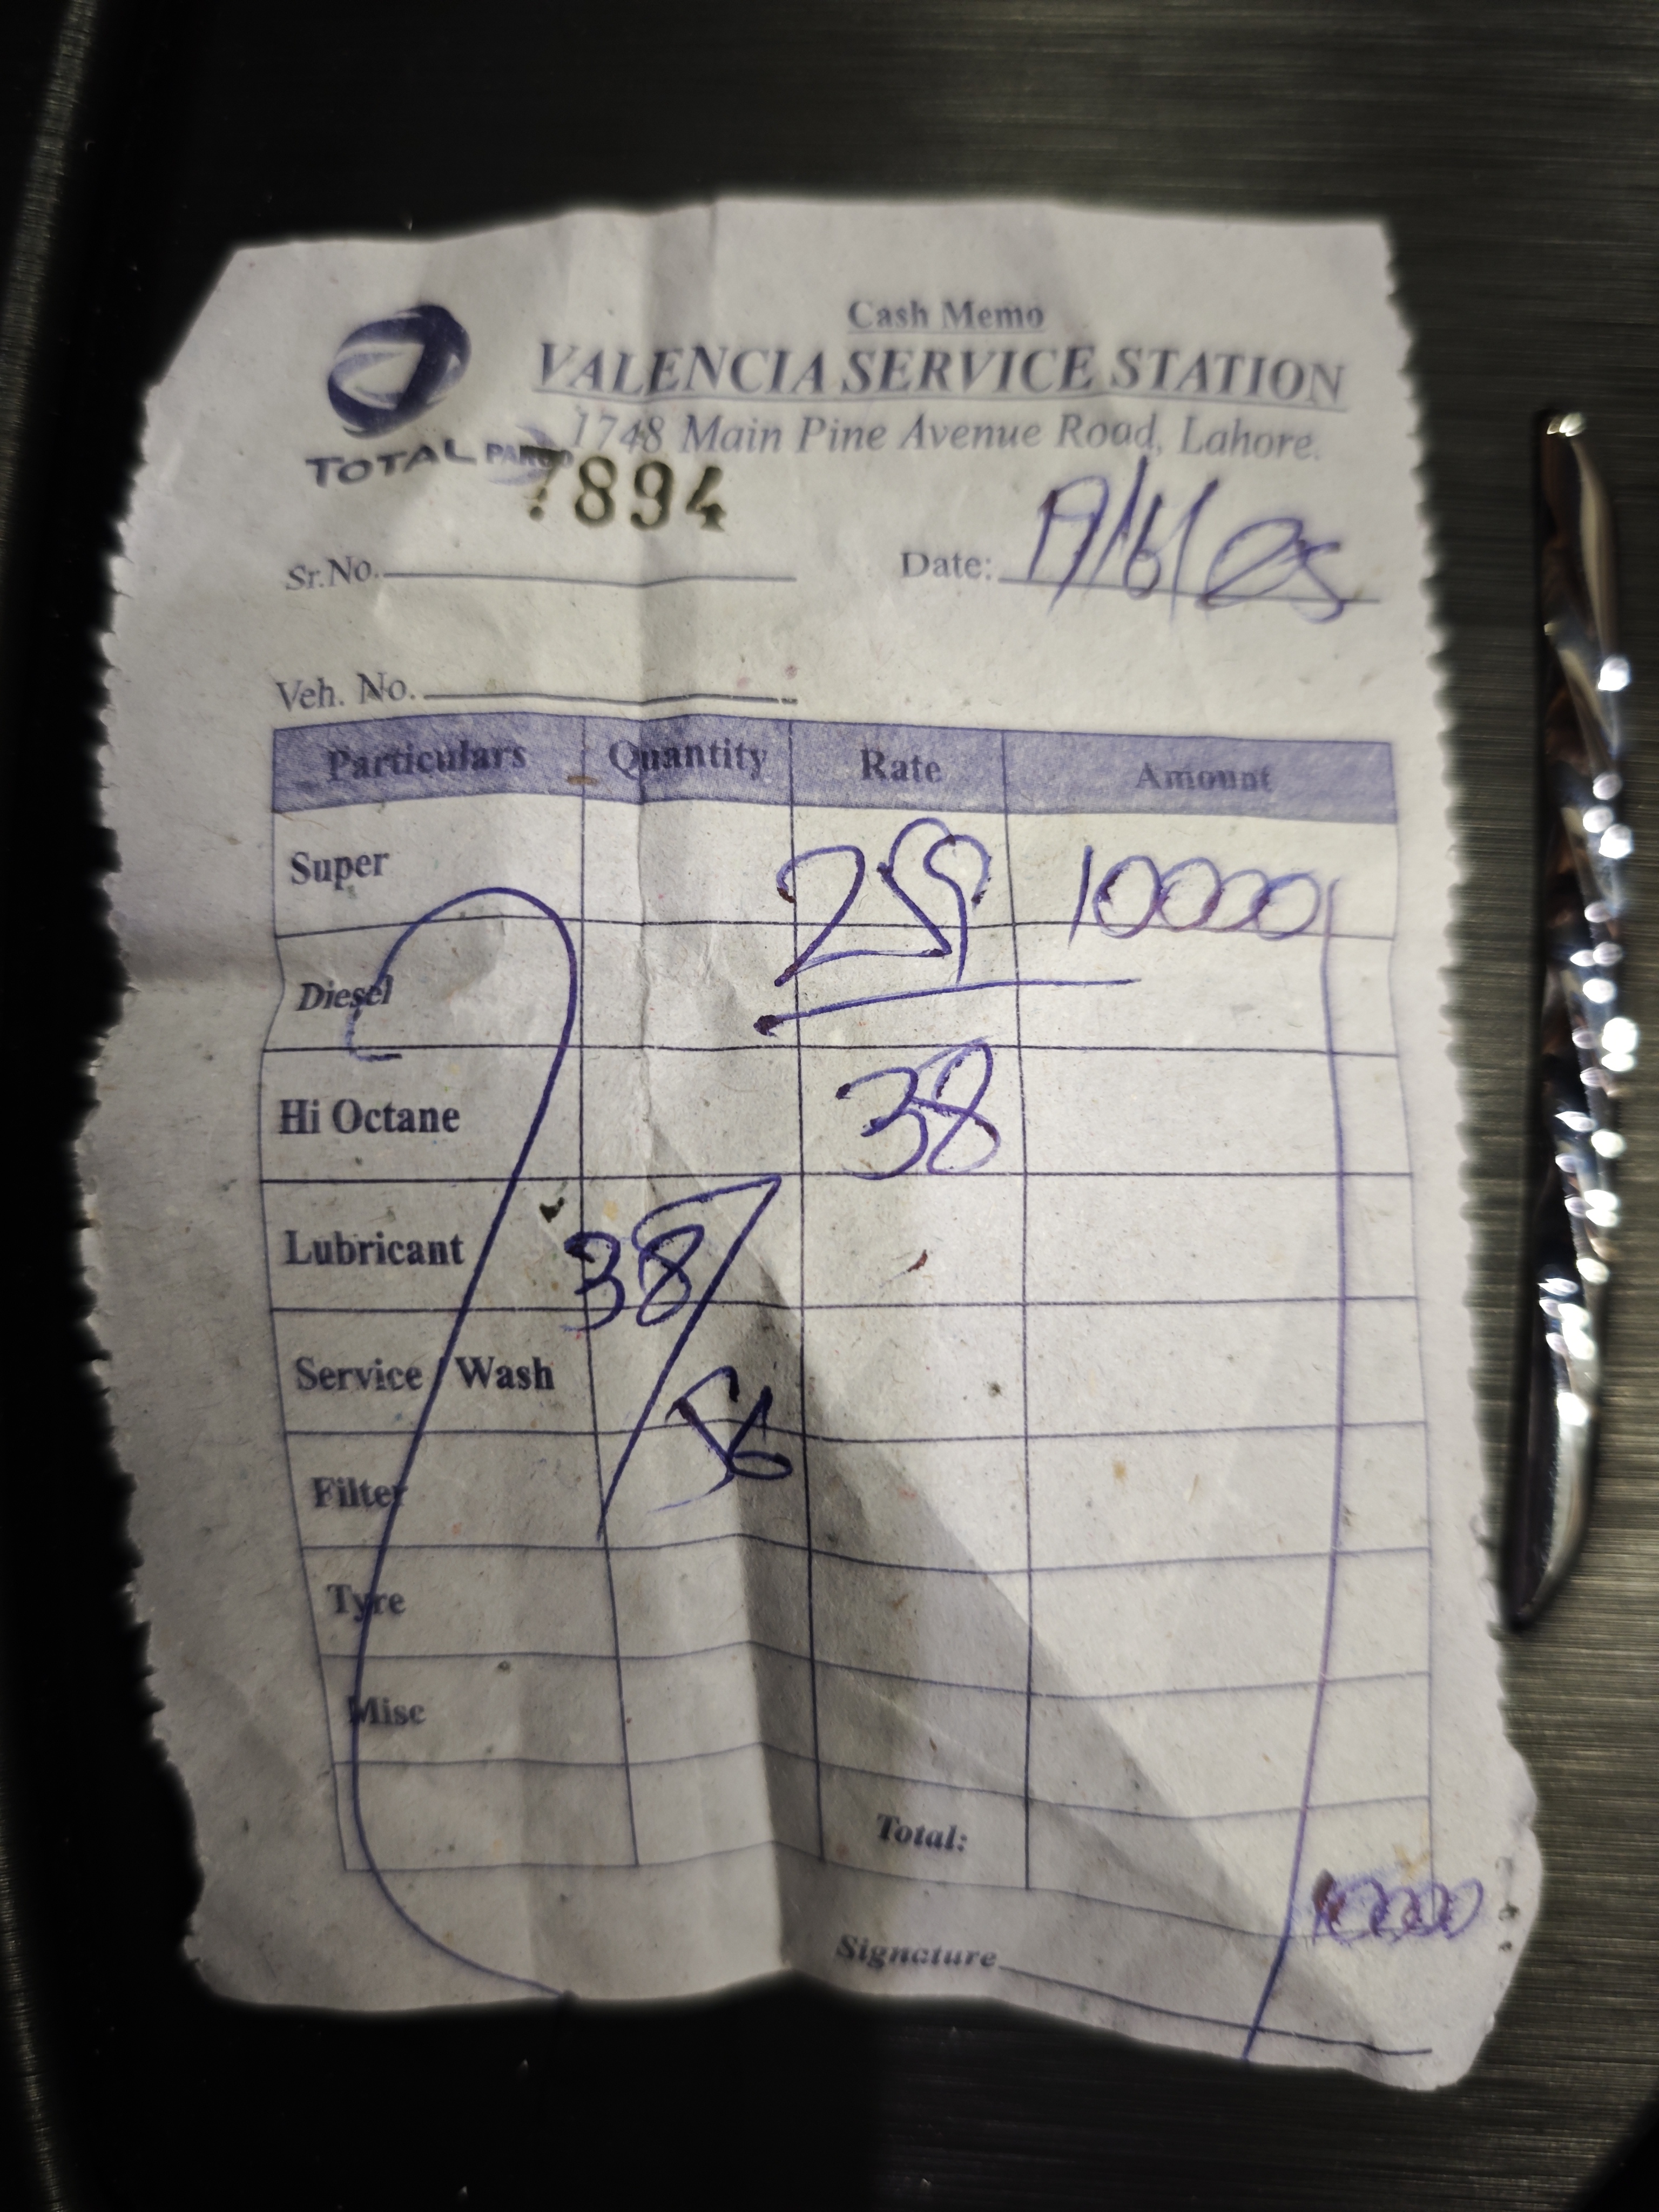 Cash Memo
VALENCIA SERVICE STATION
1748 Main Pine Avenue Road, Lahore.
TOTAL PARCO
7894
Sr.No. Date: 19/6/25
Veh. No.
Particulars Quantity Rate Amount
Super 259 10000
Diesel
Hi Octane 38
Lubricant 38
Service / Wash 56
Filter
Tyre
Misc
Total:
10000
Signature